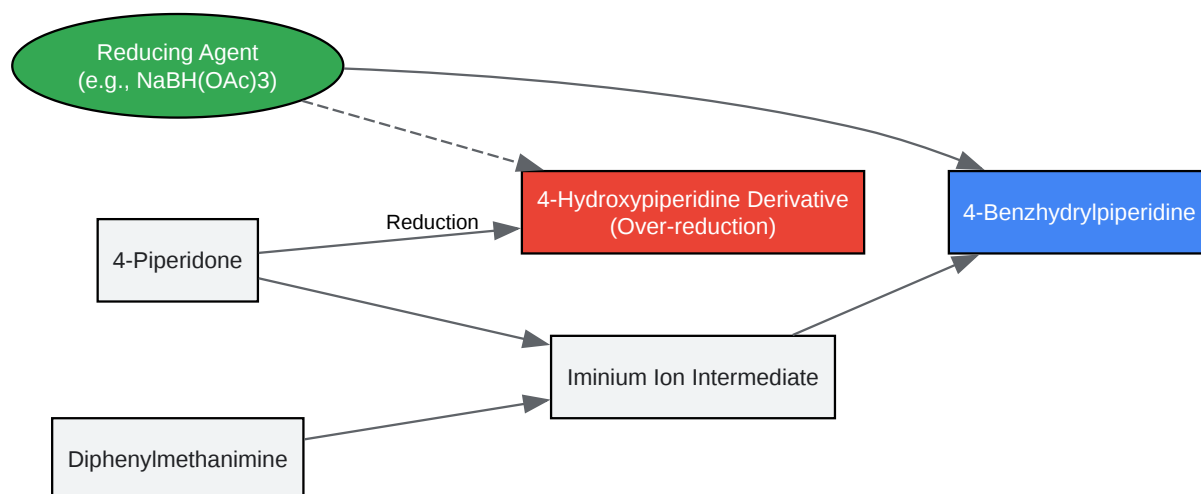 Reducing Agent
(e.g., NaBH(OAc)3)
4-Hydroxypiperidine Derivative
(Over-reduction)
4-Benzhydrylpiperidine
Reduction
4-Piperidone
Iminium Ion Intermediate
Diphenylmethanimine